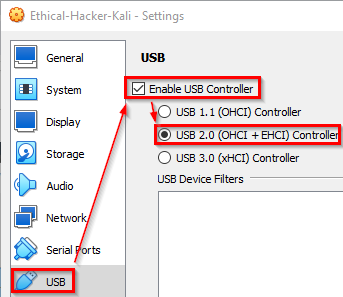 Ethical-Hacker-Kali - Settings
General
System
Display
Storage
Audio
Network
Serial Ports
USB
USB
Enable USB Controller
USB 1.1 (OHCI) Controller
USB 2.0 (OHCI + EHCI) Controller
USB 3.0 (xHCI) Controller
USB Device Filters